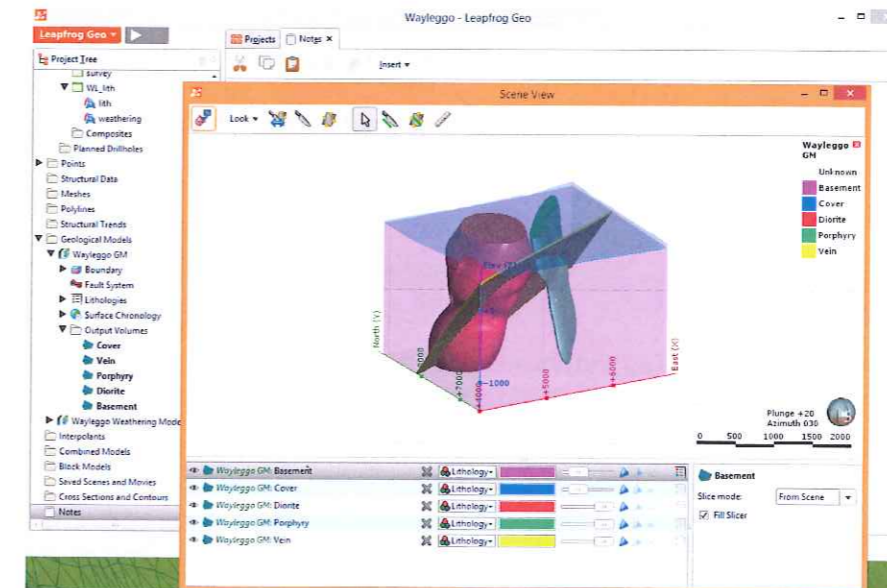 Wayleggo - Leapfrog Geo
Leapfrog Geo
Projects
Notes ×
Project Tree
Insert
survey
WL_lith
lith
weathering
Composites
Planned Drillholes
Points
Structural Data
Meshes
Polylines
Structural Trends
Geological Models
Wayleggo GM
Boundary
Fault System
Lithologies
Surface Chronology
Output Volumes
Cover
Vein
Porphyry
Diorite
Basement
Wayleggo Weathering Mode
Interpolants
Combined Models
Block Models
Saved Scenes and Movies
Cross Sections and Contours
Notes
Scene View
Look
Wayleggo GM
Unknown
Basement
Cover
Diorite
Porphyry
Vein
North (Y)
East (X)
+7000
-1000
+5000
+6000
Plunge +20
Azimuth 030
0 500 1000 1500 2000
Wayleggo GM: Basement Lithology
Wayleggo GM: Cover Lithology
Wayleggo GM: Diorite Lithology
Wayleggo GM: Porphyry Lithology
Wayleggo GM: Vein Lithology
Basement
Slice mode: From Scene
Fill Slicer